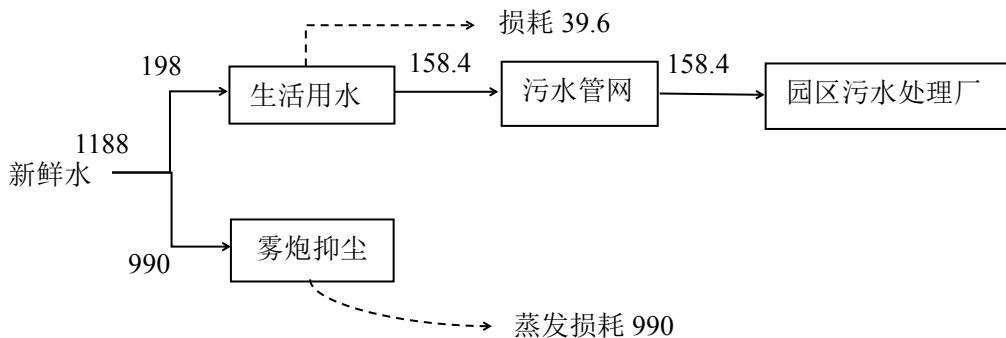 损耗 39.6
198
生活用水
158.4
污水管网
158.4
园区污水处理厂
1188
新鲜水
990
雾炮抑尘
蒸发损耗 990